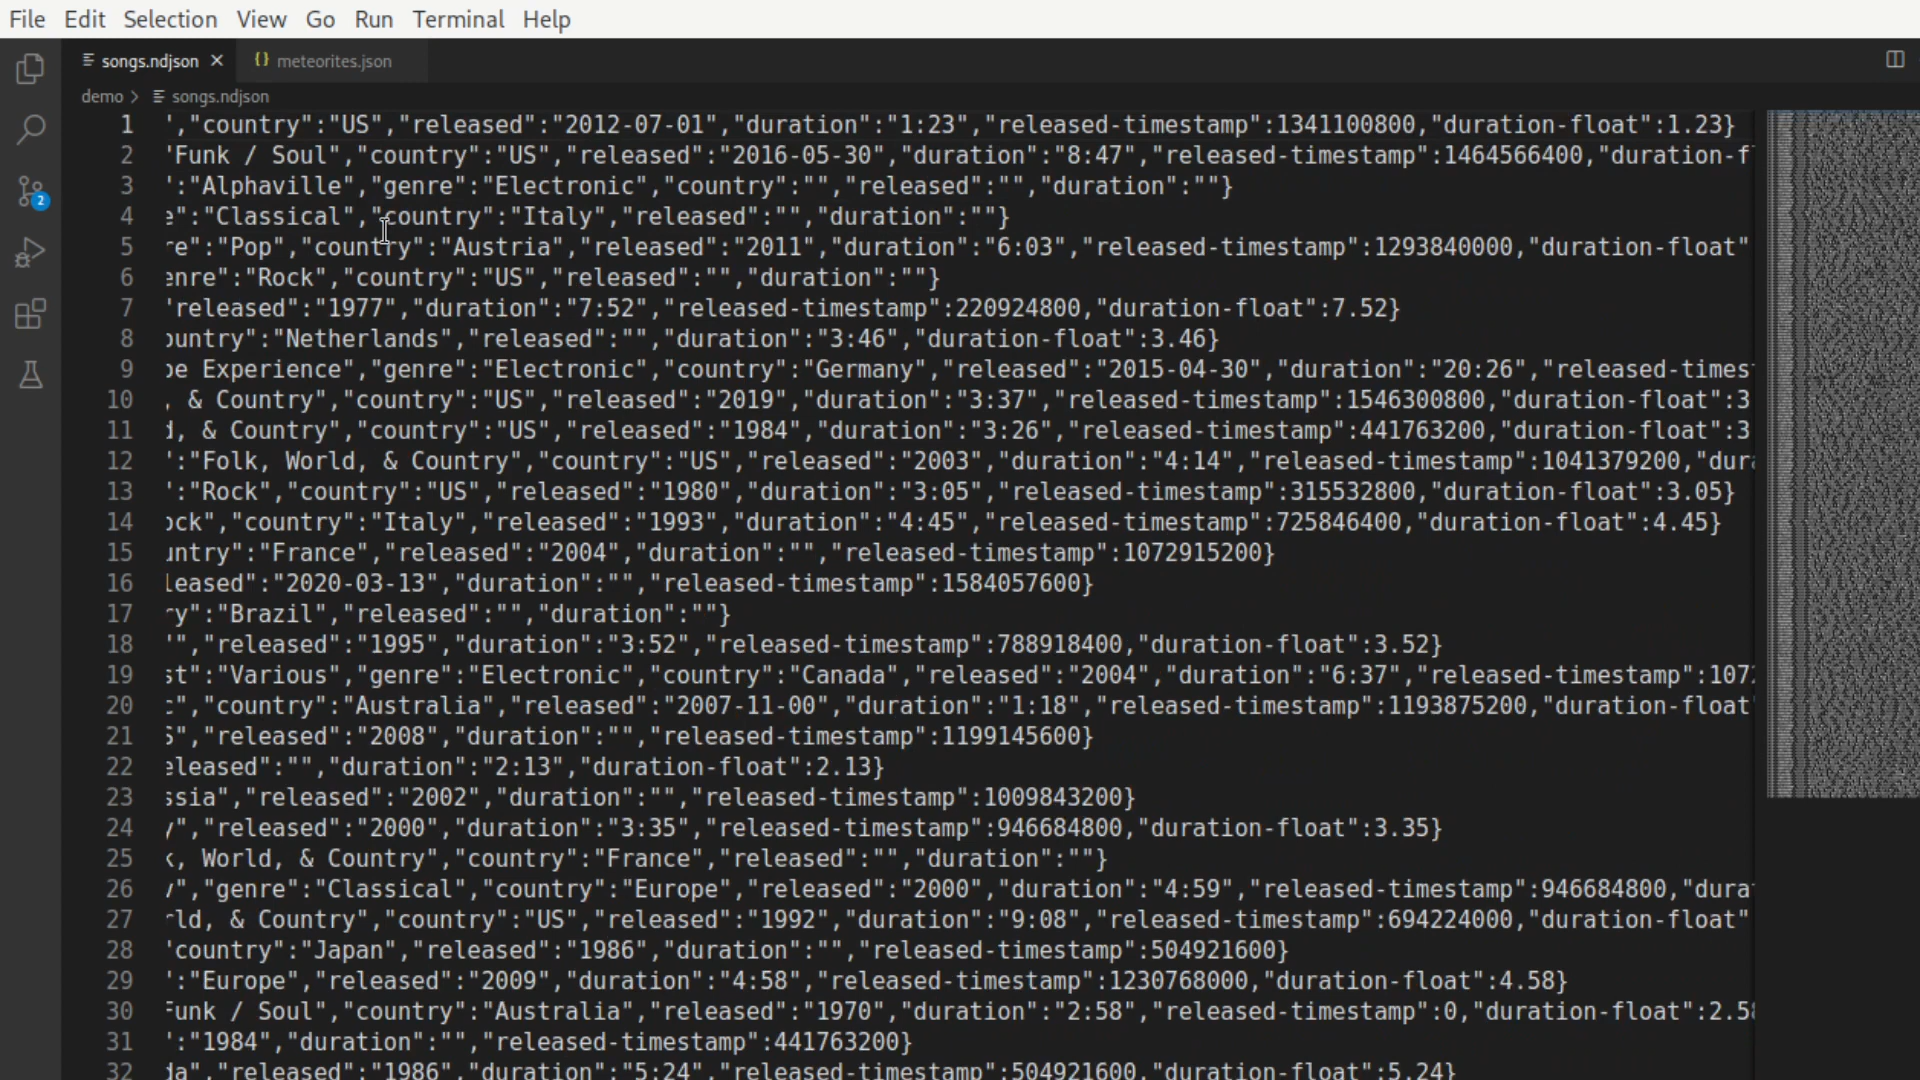 File Edit Selection View Go Run Terminal Help
songs.ndjson × {} meteorites.json
demo > songs.ndjson
2
1 ","country":"US","released":"2012-07-01","duration":"1:23","released-timestamp":1341100800,"duration-float":1.23}
2 "Funk / Soul","country":"US","released":"2016-05-30","duration":"8:47","released-timestamp":1464566400,"duration-f
3 ":"Alphaville","genre":"Electronic","country":"","released":"","duration":""}
4 e":"Classical","country":"Italy","released":"","duration":""}
5 re":"Pop","country":"Austria","released":"2011","duration":"6:03","released-timestamp":1293840000,"duration-float"
6 enre":"Rock","country":"US","released":"","duration":""}
7 "released":"1977","duration":"7:52","released-timestamp":220924800,"duration-float":7.52}
8 ountry":"Netherlands","released":"","duration":"3:46","duration-float":3.46}
9 pe Experience","genre":"Electronic","country":"Germany","released":"2015-04-30","duration":"20:26","released-times
10 , & Country","country":"US","released":"2019","duration":"3:37","released-timestamp":1546300800,"duration-float":3
11 d, & Country","country":"US","released":"1984","duration":"3:26","released-timestamp":441763200,"duration-float":3
12 ":"Folk, World, & Country","country":"US","released":"2003","duration":"4:14","released-timestamp":1041379200,"dura
13 ":"Rock","country":"US","released":"1980","duration":"3:05","released-timestamp":315532800,"duration-float":3.05}
14 ock","country":"Italy","released":"1993","duration":"4:45","released-timestamp":725846400,"duration-float":4.45}
15 untry":"France","released":"2004","duration":"","released-timestamp":1072915200}
16 leased":"2020-03-13","duration":"","released-timestamp":1584057600}
17 ry":"Brazil","released":"","duration":""}
18 "","released":"1995","duration":"3:52","released-timestamp":788918400,"duration-float":3.52}
19 st":"Various","genre":"Electronic","country":"Canada","released":"2004","duration":"6:37","released-timestamp":1072
20 c","country":"Australia","released":"2007-11-00","duration":"1:18","released-timestamp":1193875200,"duration-float"
21 S","released":"2008","duration":"","released-timestamp":1199145600}
22 eleased":"","duration":"2:13","duration-float":2.13}
23 ssia","released":"2002","duration":"","released-timestamp":1009843200}
24 y","released":"2000","duration":"3:35","released-timestamp":946684800,"duration-float":3.35}
25 k, World, & Country","country":"France","released":"","duration":""}
26 y","genre":"Classical","country":"Europe","released":"2000","duration":"4:59","released-timestamp":946684800,"dura
27 rld, & Country","country":"US","released":"1992","duration":"9:08","released-timestamp":694224000,"duration-float"
28 "country":"Japan","released":"1986","duration":"","released-timestamp":504921600}
29 ":"Europe","released":"2009","duration":"4:58","released-timestamp":1230768000,"duration-float":4.58}
30 Funk / Soul","country":"Australia","released":"1970","duration":"2:58","released-timestamp":0,"duration-float":2.58
31 ":"1984","duration":"","released-timestamp":441763200}
32 da","released":"1986","duration":"5:24","released-timestamp":504921600,"duration-float":5.24}